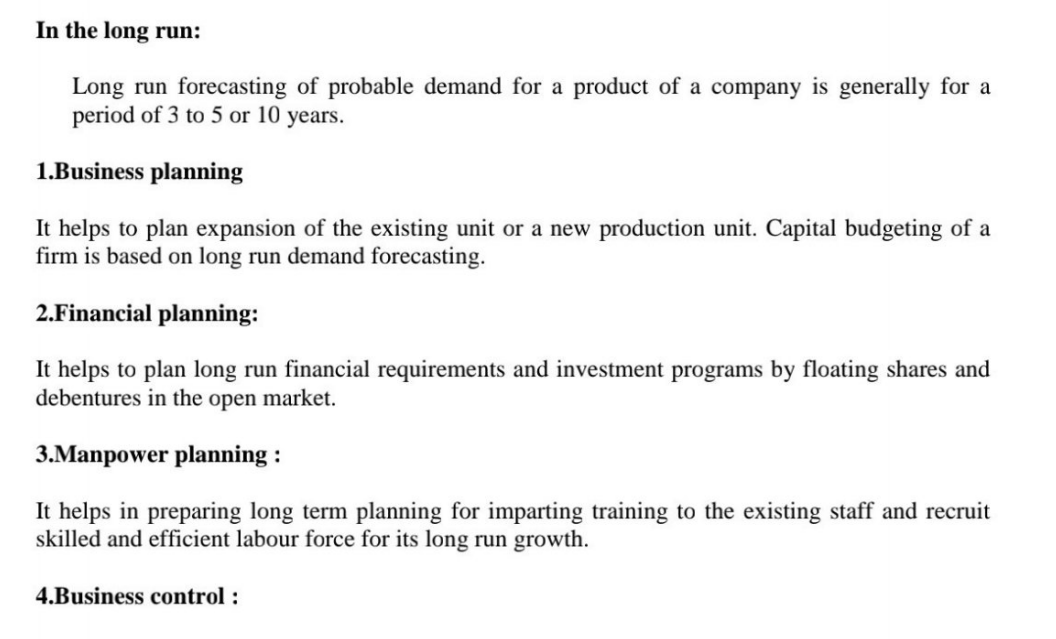 In the long run:
Long run forecasting of probable demand for a product of a company is generally for a
period of 3 to 5 or 10 years.
1.Business planning
It helps to plan expansion of the existing unit or a new production unit. Capital budgeting of a
firm is based on long run demand forecasting.
2.Financial planning:
It helps to plan long run financial requirements and investment programs by floating shares and
debentures in the open market.
3.Manpower planning :
It helps in preparing long term planning for imparting training to the existing staff and recruit
skilled and efficient labour force for its long run growth.
4.Business control :